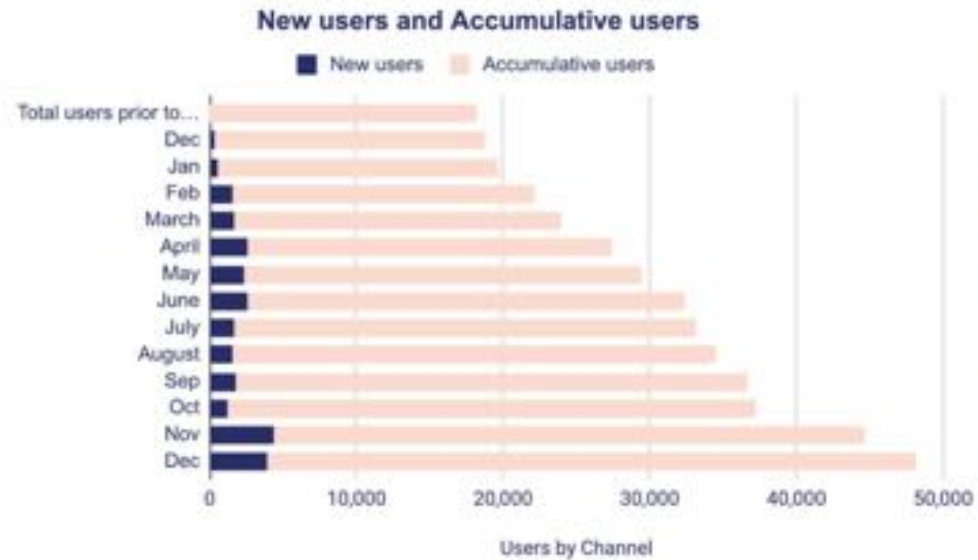 New users and Accumulative users
New users Accumulative users
Total users prior to...
Dec
Jan
Feb
March
April
May
June
July
August
Sep
Oct
Nov
Dec
0 10,000 20,000 30,000 40,000 50,000
Users by Channel